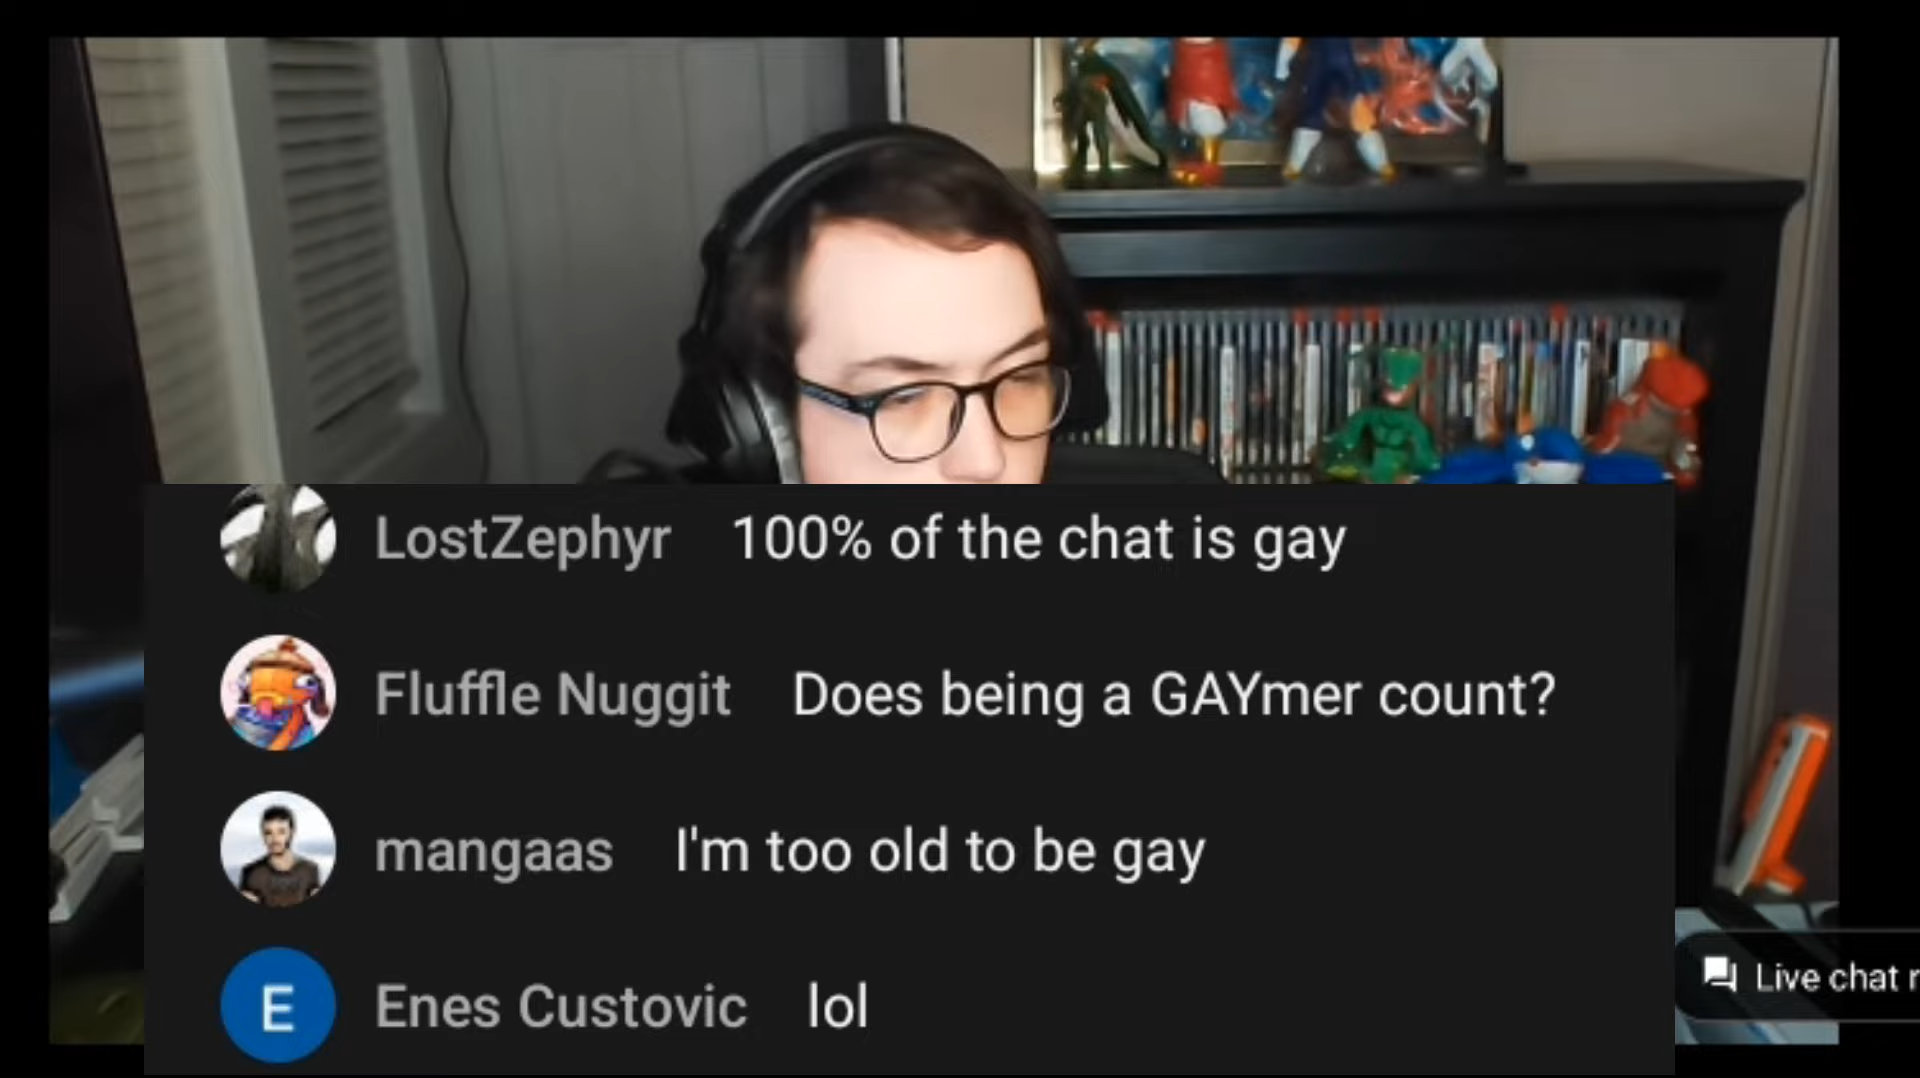 LostZephyr 100% of the chat is gay
Fluffle Nuggit Does being a GAYmer count?
mangaas I'm too old to be gay
E Enes Custovic lol
Live chat r